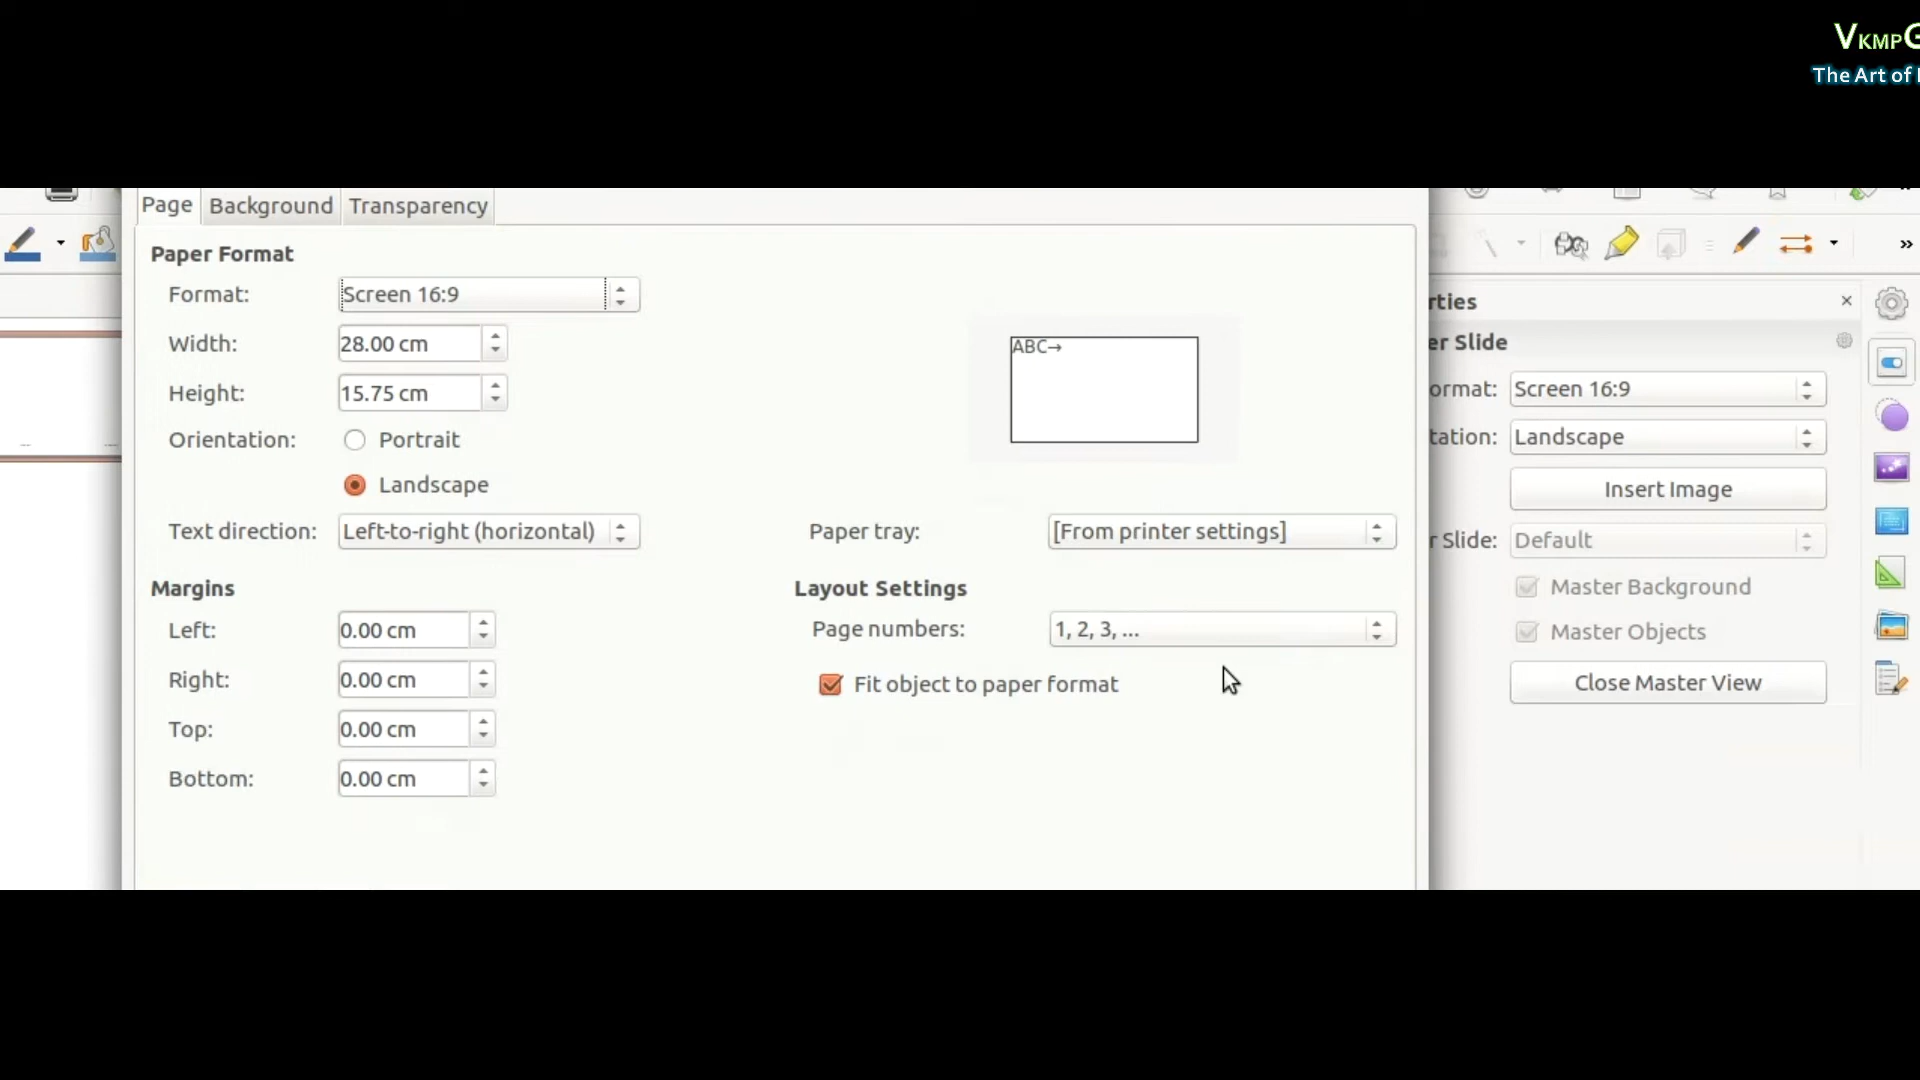 VKMPG
The Art of
Page
Background
Transparency
Paper Format
Format:
Screen 16:9
Width:
28.00 cm
Height:
15.75 cm
Orientation:
Portrait
Landscape
Text direction:
Left-to-right (horizontal)
Margins
Left:
0.00 cm
Right:
0.00 cm
Top:
0.00 cm
Bottom:
0.00 cm
ABC→
Paper tray:
[From printer settings]
Layout Settings
Page numbers:
1, 2, 3, ...
Fit object to paper format
rties
er Slide
ormat:
Screen 16:9
tation:
Landscape
Insert Image
r Slide:
Default
Master Background
Master Objects
Close Master View